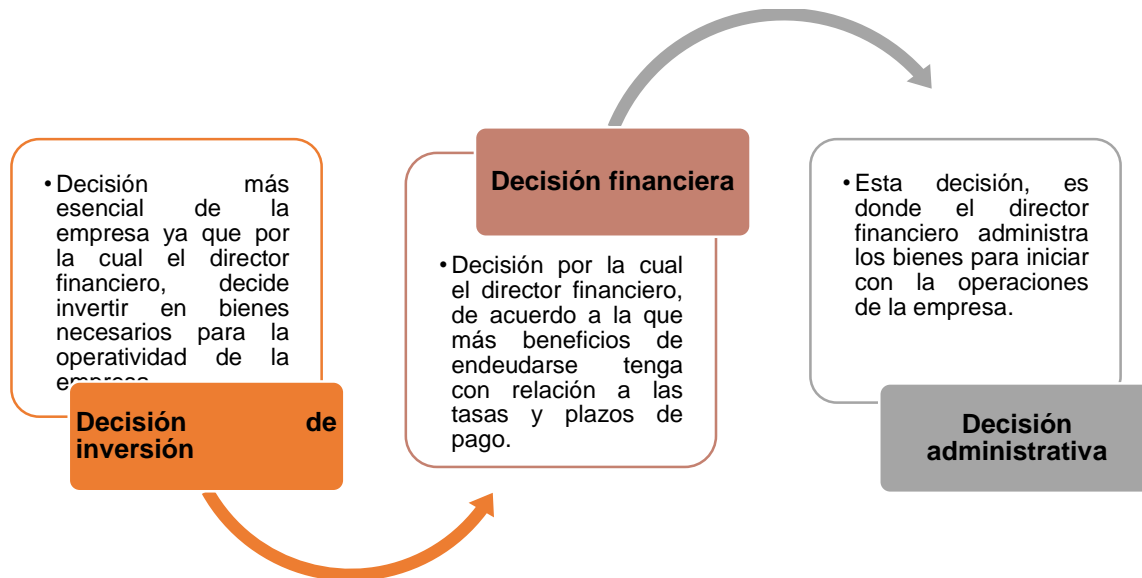 •Decisión más
esencial de la
empresa ya que por
la cual el director
financiero, decide
invertir en bienes
necesarios para la
operatividad de la
Decisión de
inversión
Decisión financiera
•Decisión por la cual
el director financiero,
de acuerdo a la que
más beneficios de
endeudarse tenga
con relación a las
tasas y plazos de
pago.
•Esta decisión, es
donde el director
financiero administra
los bienes para iniciar
con la operaciones
de la empresa.
Decisión
administrativa